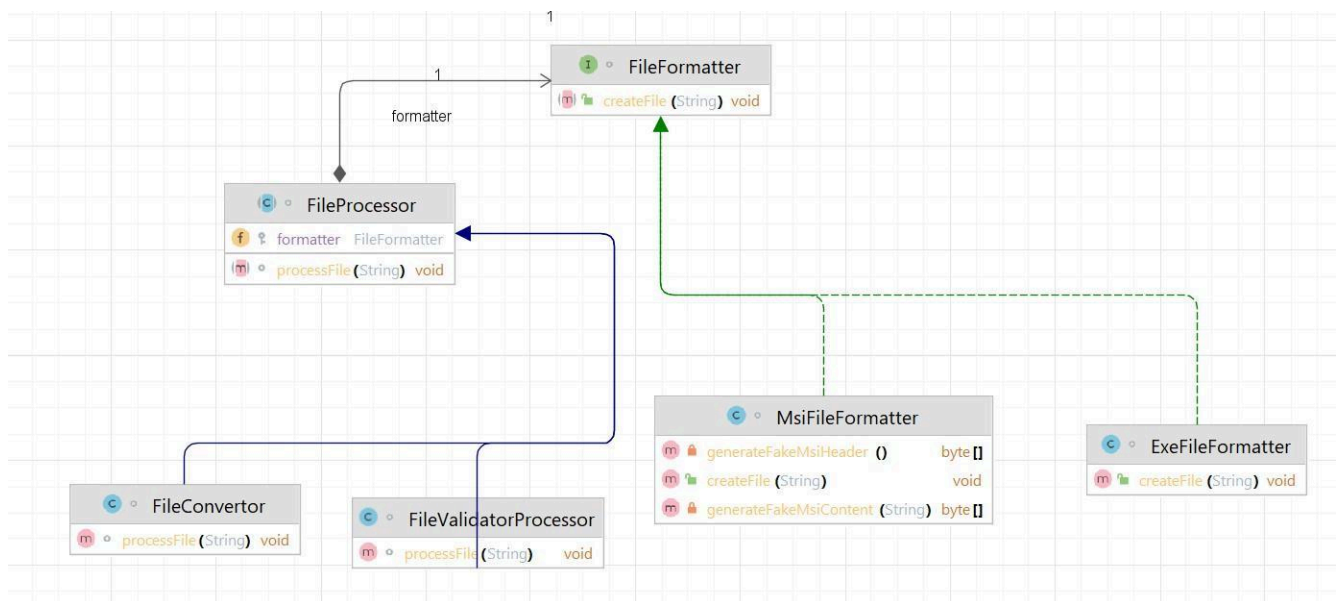 1
I FileFormatter
m createFile (String) void
1
formatter
C FileProcessor
f formatter FileFormatter
m processFile (String) void
C MsiFileFormatter
m generateFakeMsiHeader () byte[]
m createFile (String) void
m generateFakeMsiContent (String) byte[]
C ExeFileFormatter
m createFile (String) void
C FileConvertor
m processFile (String) void
C FileValidatorProcessor
m processFile (String) void